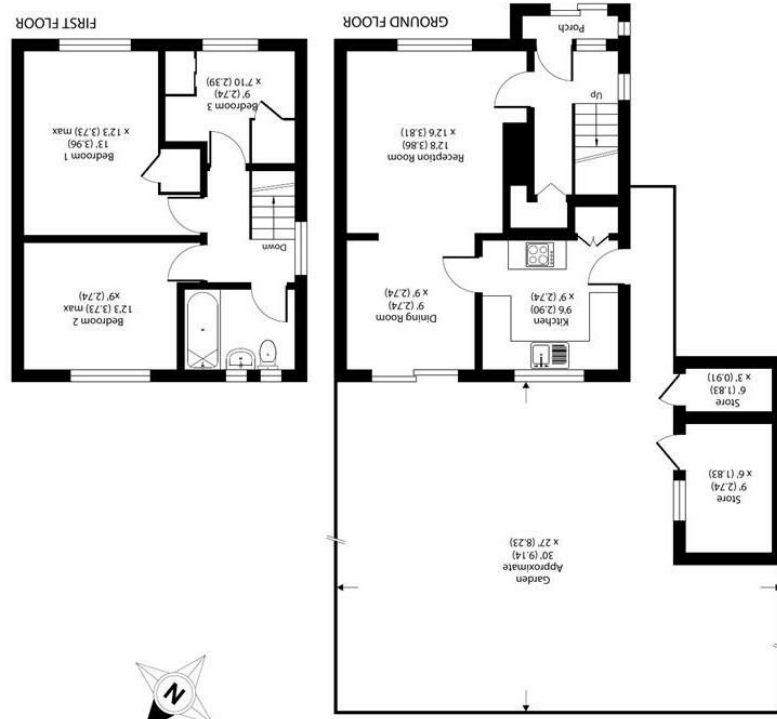 N
Garden
Approximate
30' (9.14)
x 27' (8.23)
Store
9' (2.74)
x 6' (1.83)
Store
6' (1.83)
x 3' (0.91)
Kitchen
9'6 (2.90)
x 9' (2.74)
Dining Room
9' (2.74)
x 9' (2.74)
Reception Room
12'8 (3.86)
x 12'6 (3.81)
Up
Porch
GROUND FLOOR
Bedroom 2
12'3 (3.73) max
x9' (2.74)
Down
Bedroom 1
13' (3.96)
x 12'3 (3.73) max
Bedroom 3
9' (2.74)
x 7'10 (2.39)
FIRST FLOOR